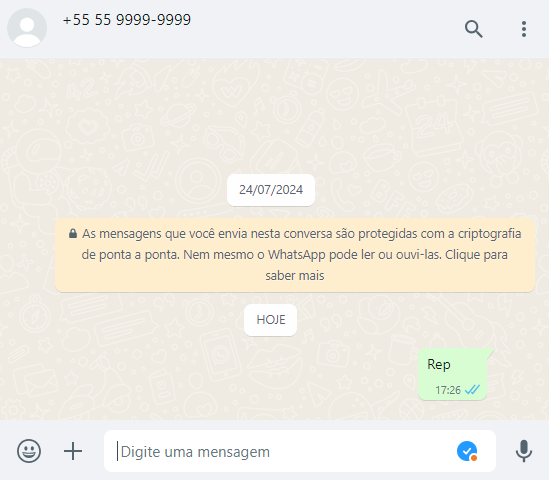 +55 55 9999-9999
24/07/2024
As mensagens que você envia nesta conversa são protegidas com a criptografia
de ponta a ponta. Nem mesmo o WhatsApp pode ler ou ouvi-las. Clique para
saber mais
HOJE
Rep
17:26
Digite uma mensagem